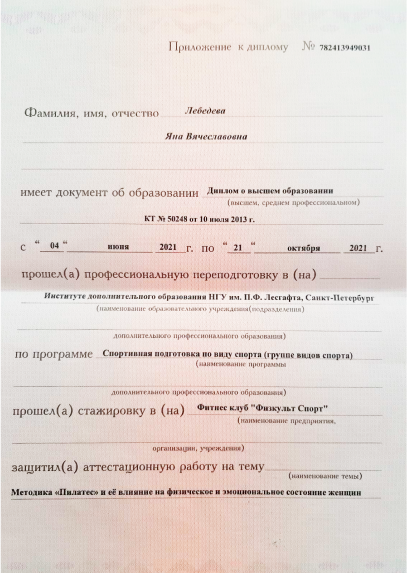 Приложение к диплому № 782413949031
Фамилия, имя, отчество Лебедева
Яна Вячеславовна
имеет документ об образовании Диплом о высшем образовании
(высшем, среднем профессиональном)
КТ № 50248 от 10 июля 2013 г.
с "04" июня 2021 г. по "21" октября 2021 г.
прошел(а) профессиональную переподготовку в (на)
Институте дополнительного образования НГУ им. П.Ф. Лесгафта, Санкт-Петербург
(наименование образовательного учреждения(подразделения)
дополнительного профессионального образования)
по программе Спортивная подготовка по виду спорта (группе видов спорта)
(наименование программы
дополнительного профессионального образования)
прошел(а) стажировку в (на) Фитнес клуб "Физкульт Спорт"
(наименование предприятия,
организации, учреждения)
защитил(а) аттестационную работу на тему
(наименование темы)
Методика «Пилатес» и её влияние на физическое и эмоциональное состояние женщин